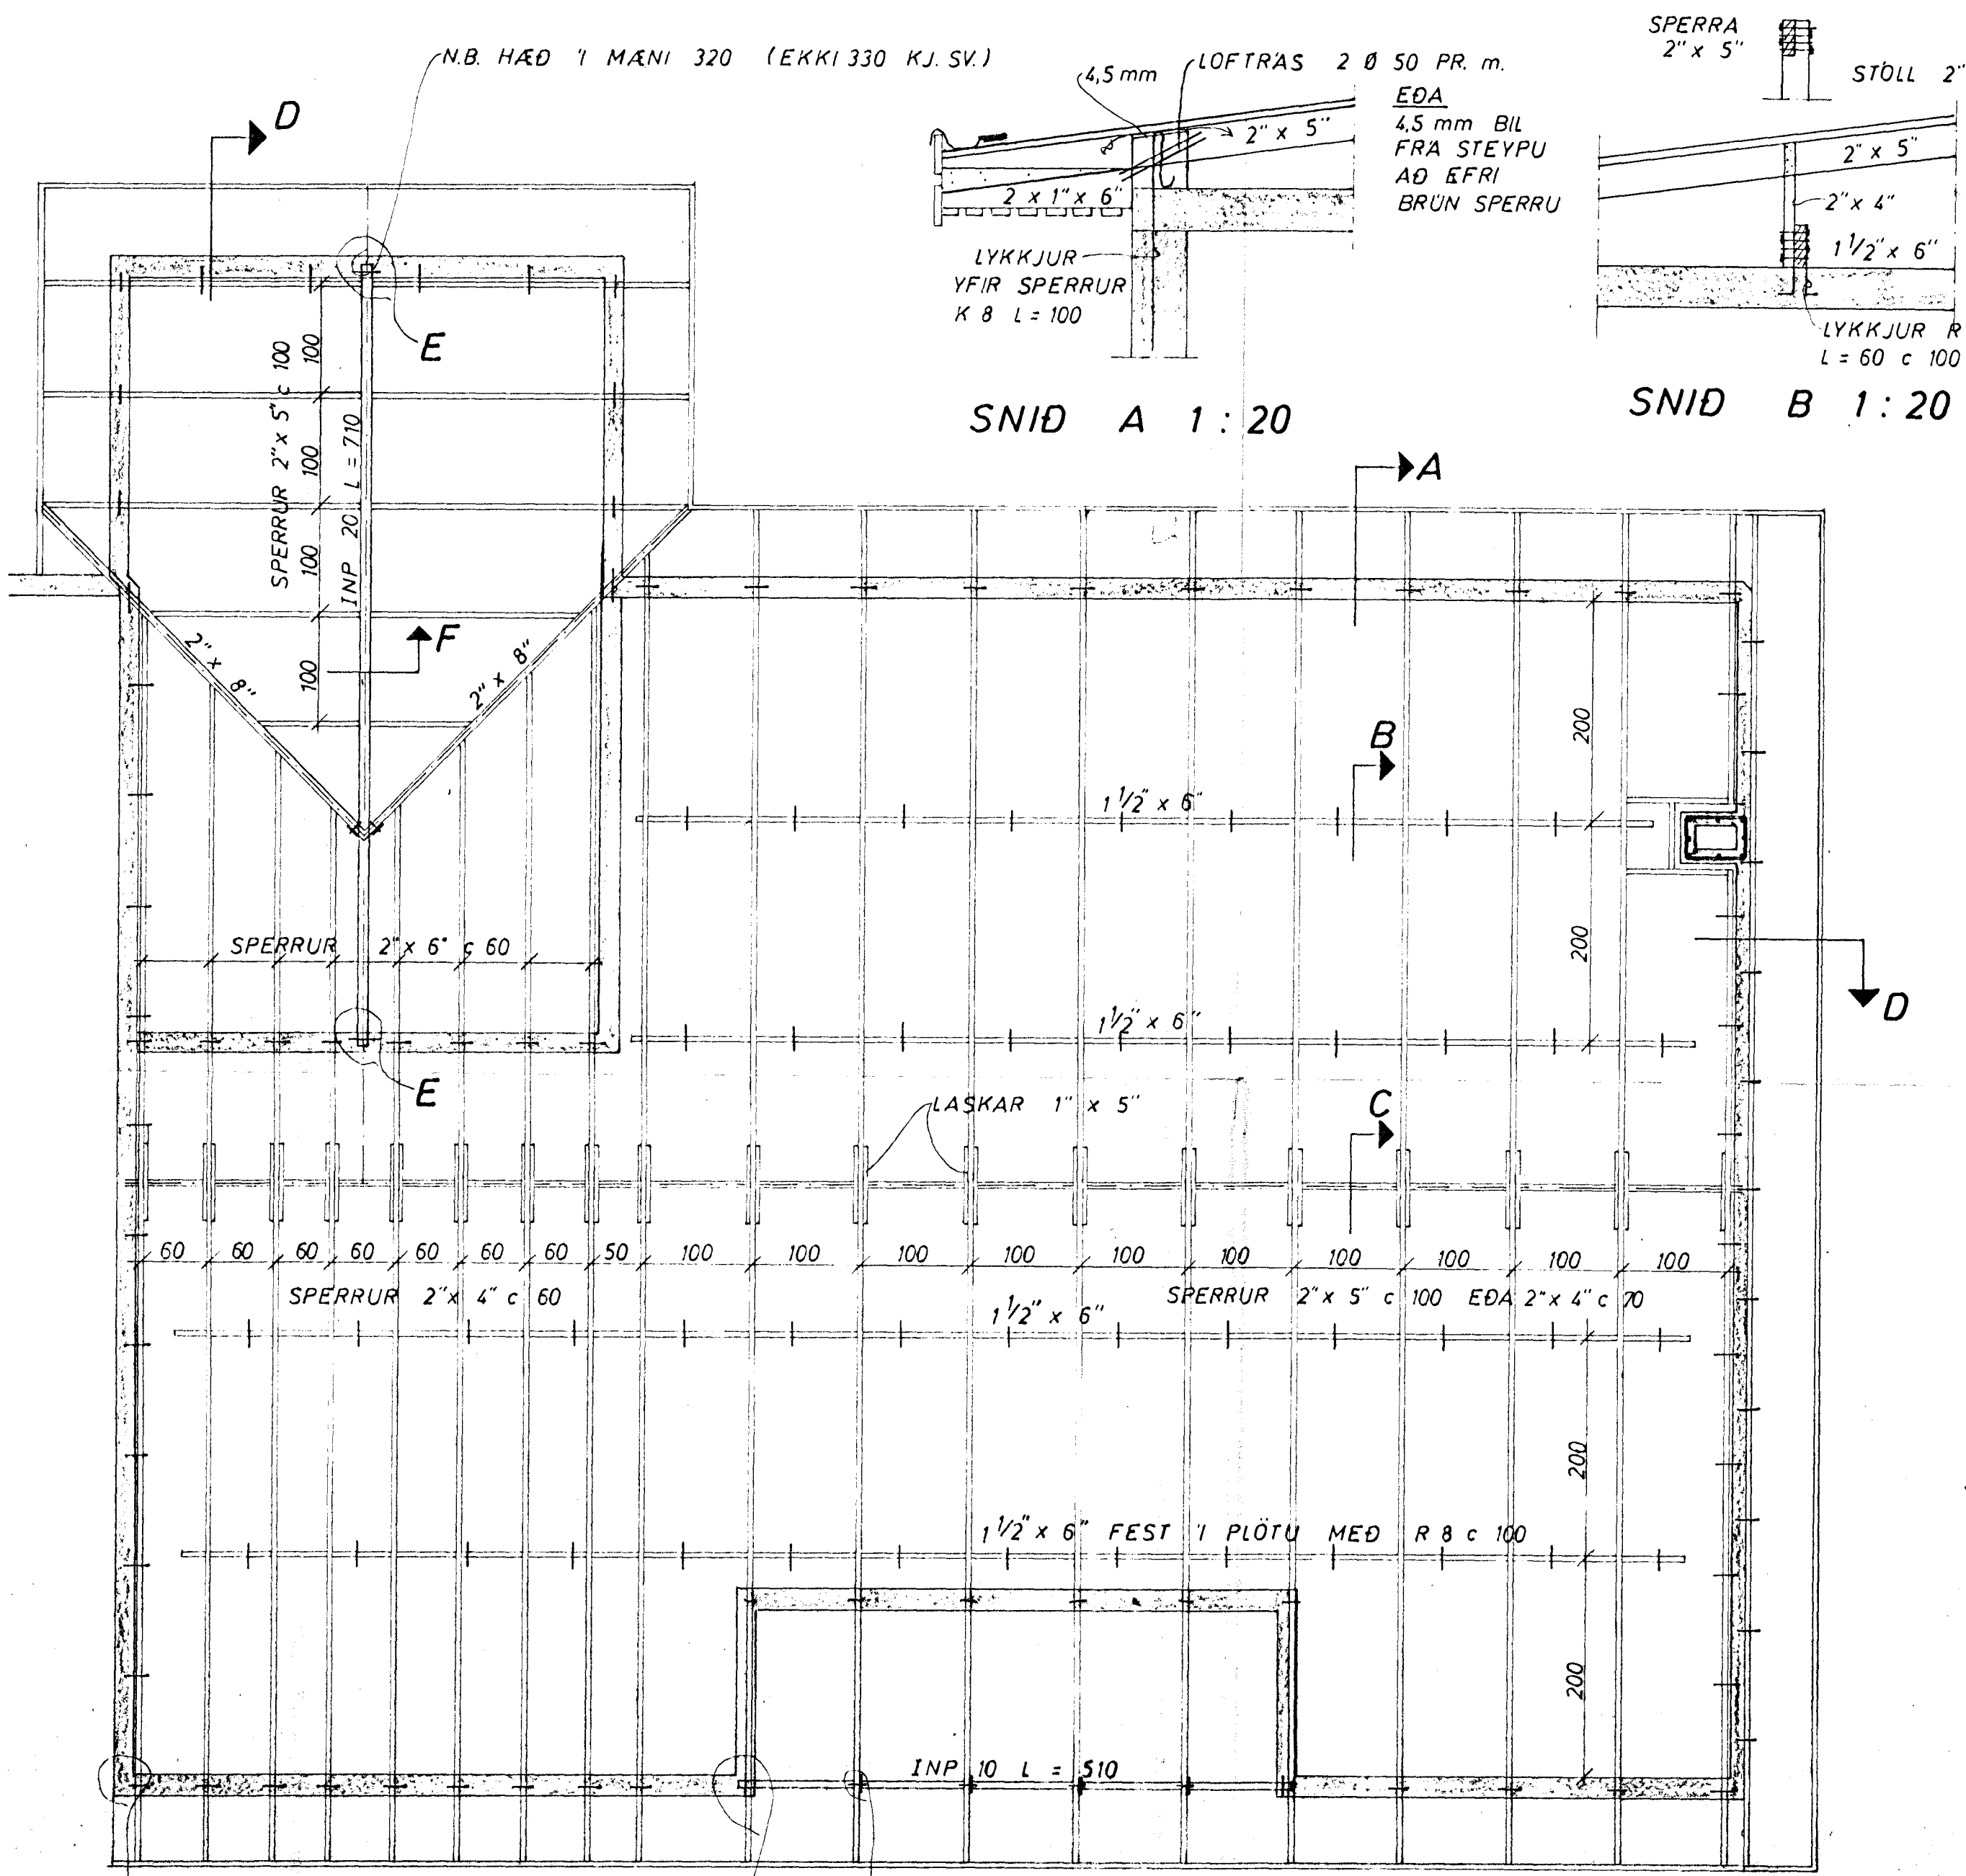 N.B. HÆÐ Í MÆNI 320 (EKKI 330 KJ. SV.)
4,5 mm
LOFTRÁS 2 Ø 50 PR. m.
EÐA
4,5 mm BIL
FRÁ STEYPU
AÐ EFRI
BRÚN SPERRU
2" x 5"
2 x 1" x 6"
LYKKJUR
YFIR SPERRUR
K 8 L = 100
SNIÐ A 1 : 20
SPERRA
2" x 5"
STÓLL 2"
2" x 5"
2" x 4"
1 1/2" x 6"
LYKKJUR R
L = 60 c 100
SNIÐ B 1 : 20
D
E
SPERRUR 2" x 5" c 100
100
100
100
100
INP 20 L = 710
F
2" x 8"
2" x 8"
A
B
200
1 1/2" x 6"
200
D
SPERRUR 2" x 6" c 60
1 1/2" x 6"
E
LASKAR 1" x 5"
C
60 60 60 60 60 60 60 50 100 100 100 100 100 100 100 100 100 100
SPERRUR 2" x 4" c 60
SPERRUR 2" x 5" c 100 EÐA 2" x 4" c 70
1 1/2" x 6"
200
1 1/2" x 6" FEST Í PLÖTU MEÐ R 8 c 100
200
INP 10 L = 510